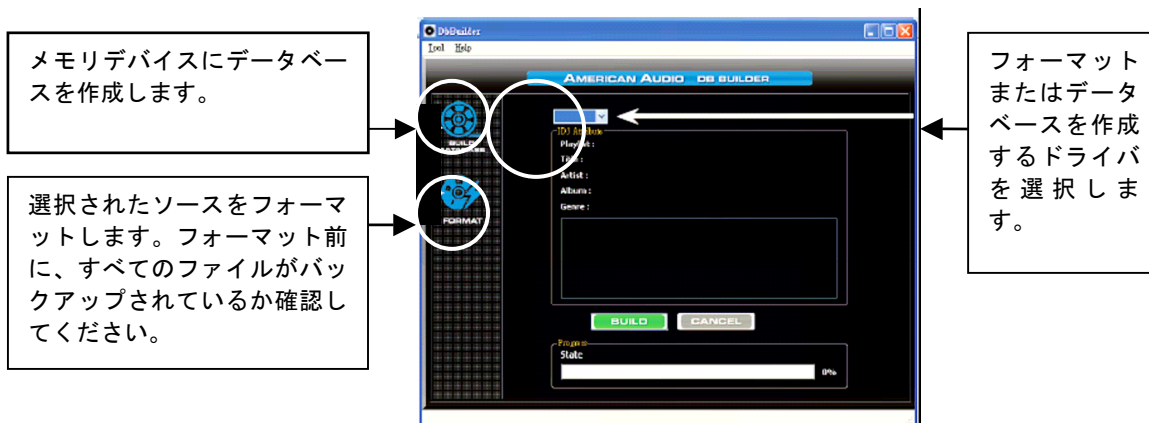 メモリデバイスにデータベー
スを作成します。
選択されたソースをフォーマ
ットします。フォーマット前
に、すべてのファイルがバッ
クアップされているか確認し
てください。
DbBuilder
Tool Help
AMERICAN AUDIO DB BUILDER
BUILD
DATABASE
FORMAT
ID3 Attribute
Playlist :
Title :
Artist :
Album :
Genre :
BUILD CANCEL
Progress
State
0%
フォーマット
またはデータ
ベースを作成
するドライバ
を選択しま
す。